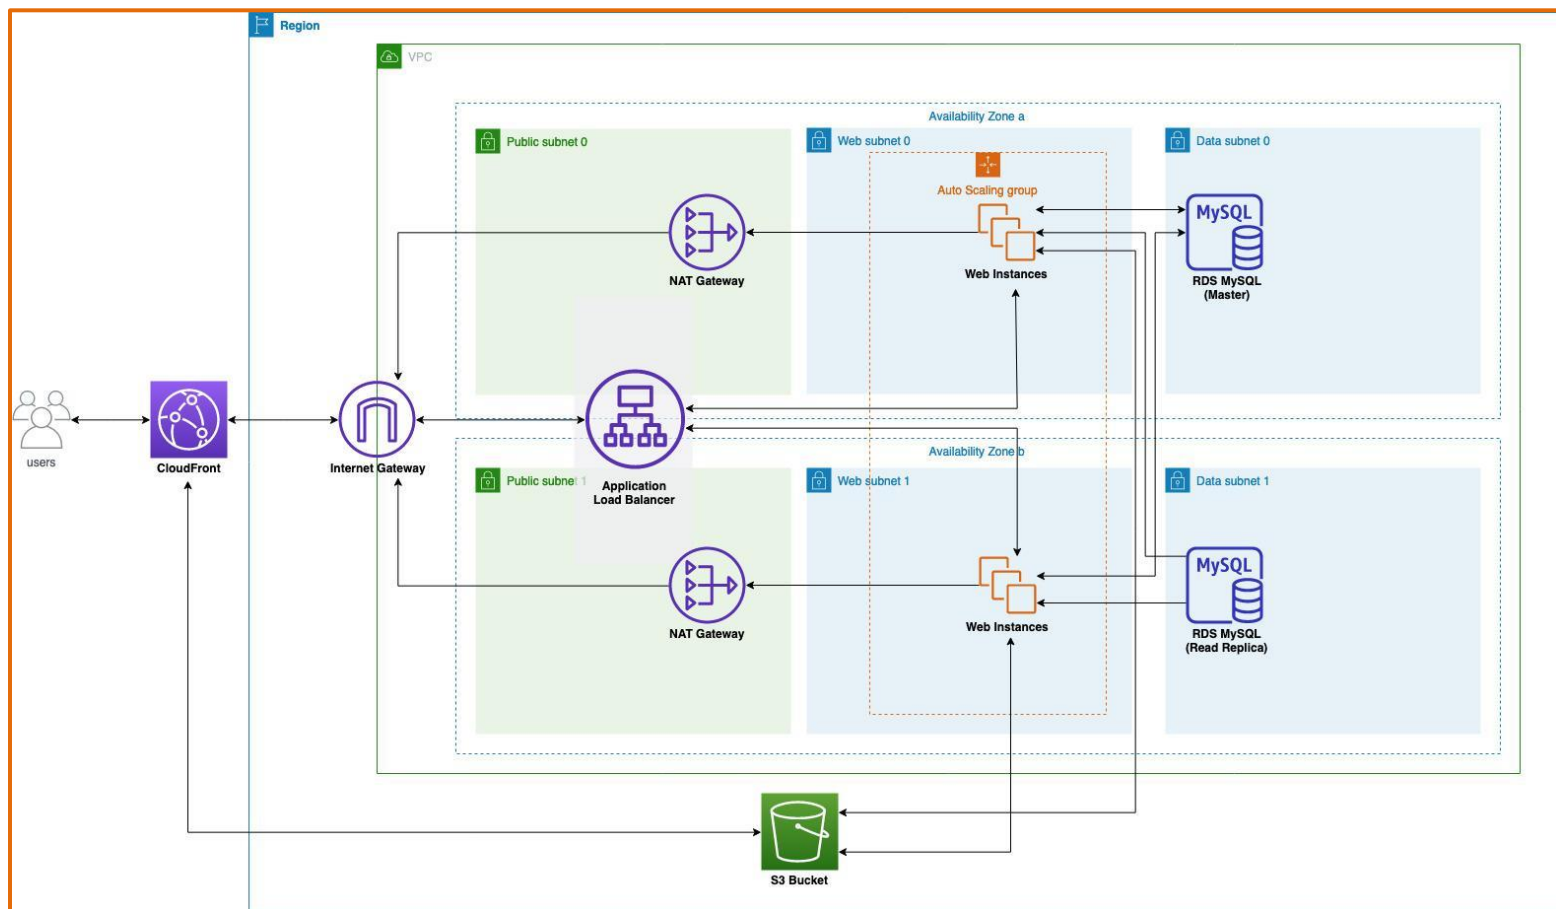 Region
VPC
Availability Zone a
Public subnet 0
Web subnet 0
Data subnet 0
Auto Scaling group
MySQL
NAT Gateway
Web Instances
RDS MySQL
(Master)
users
CloudFront
Internet Gateway
Application
Load Balancer
Availability Zone b
Public subnet 1
Web subnet 1
Data subnet 1
MySQL
NAT Gateway
Web Instances
RDS MySQL
(Read Replica)
S3 Bucket